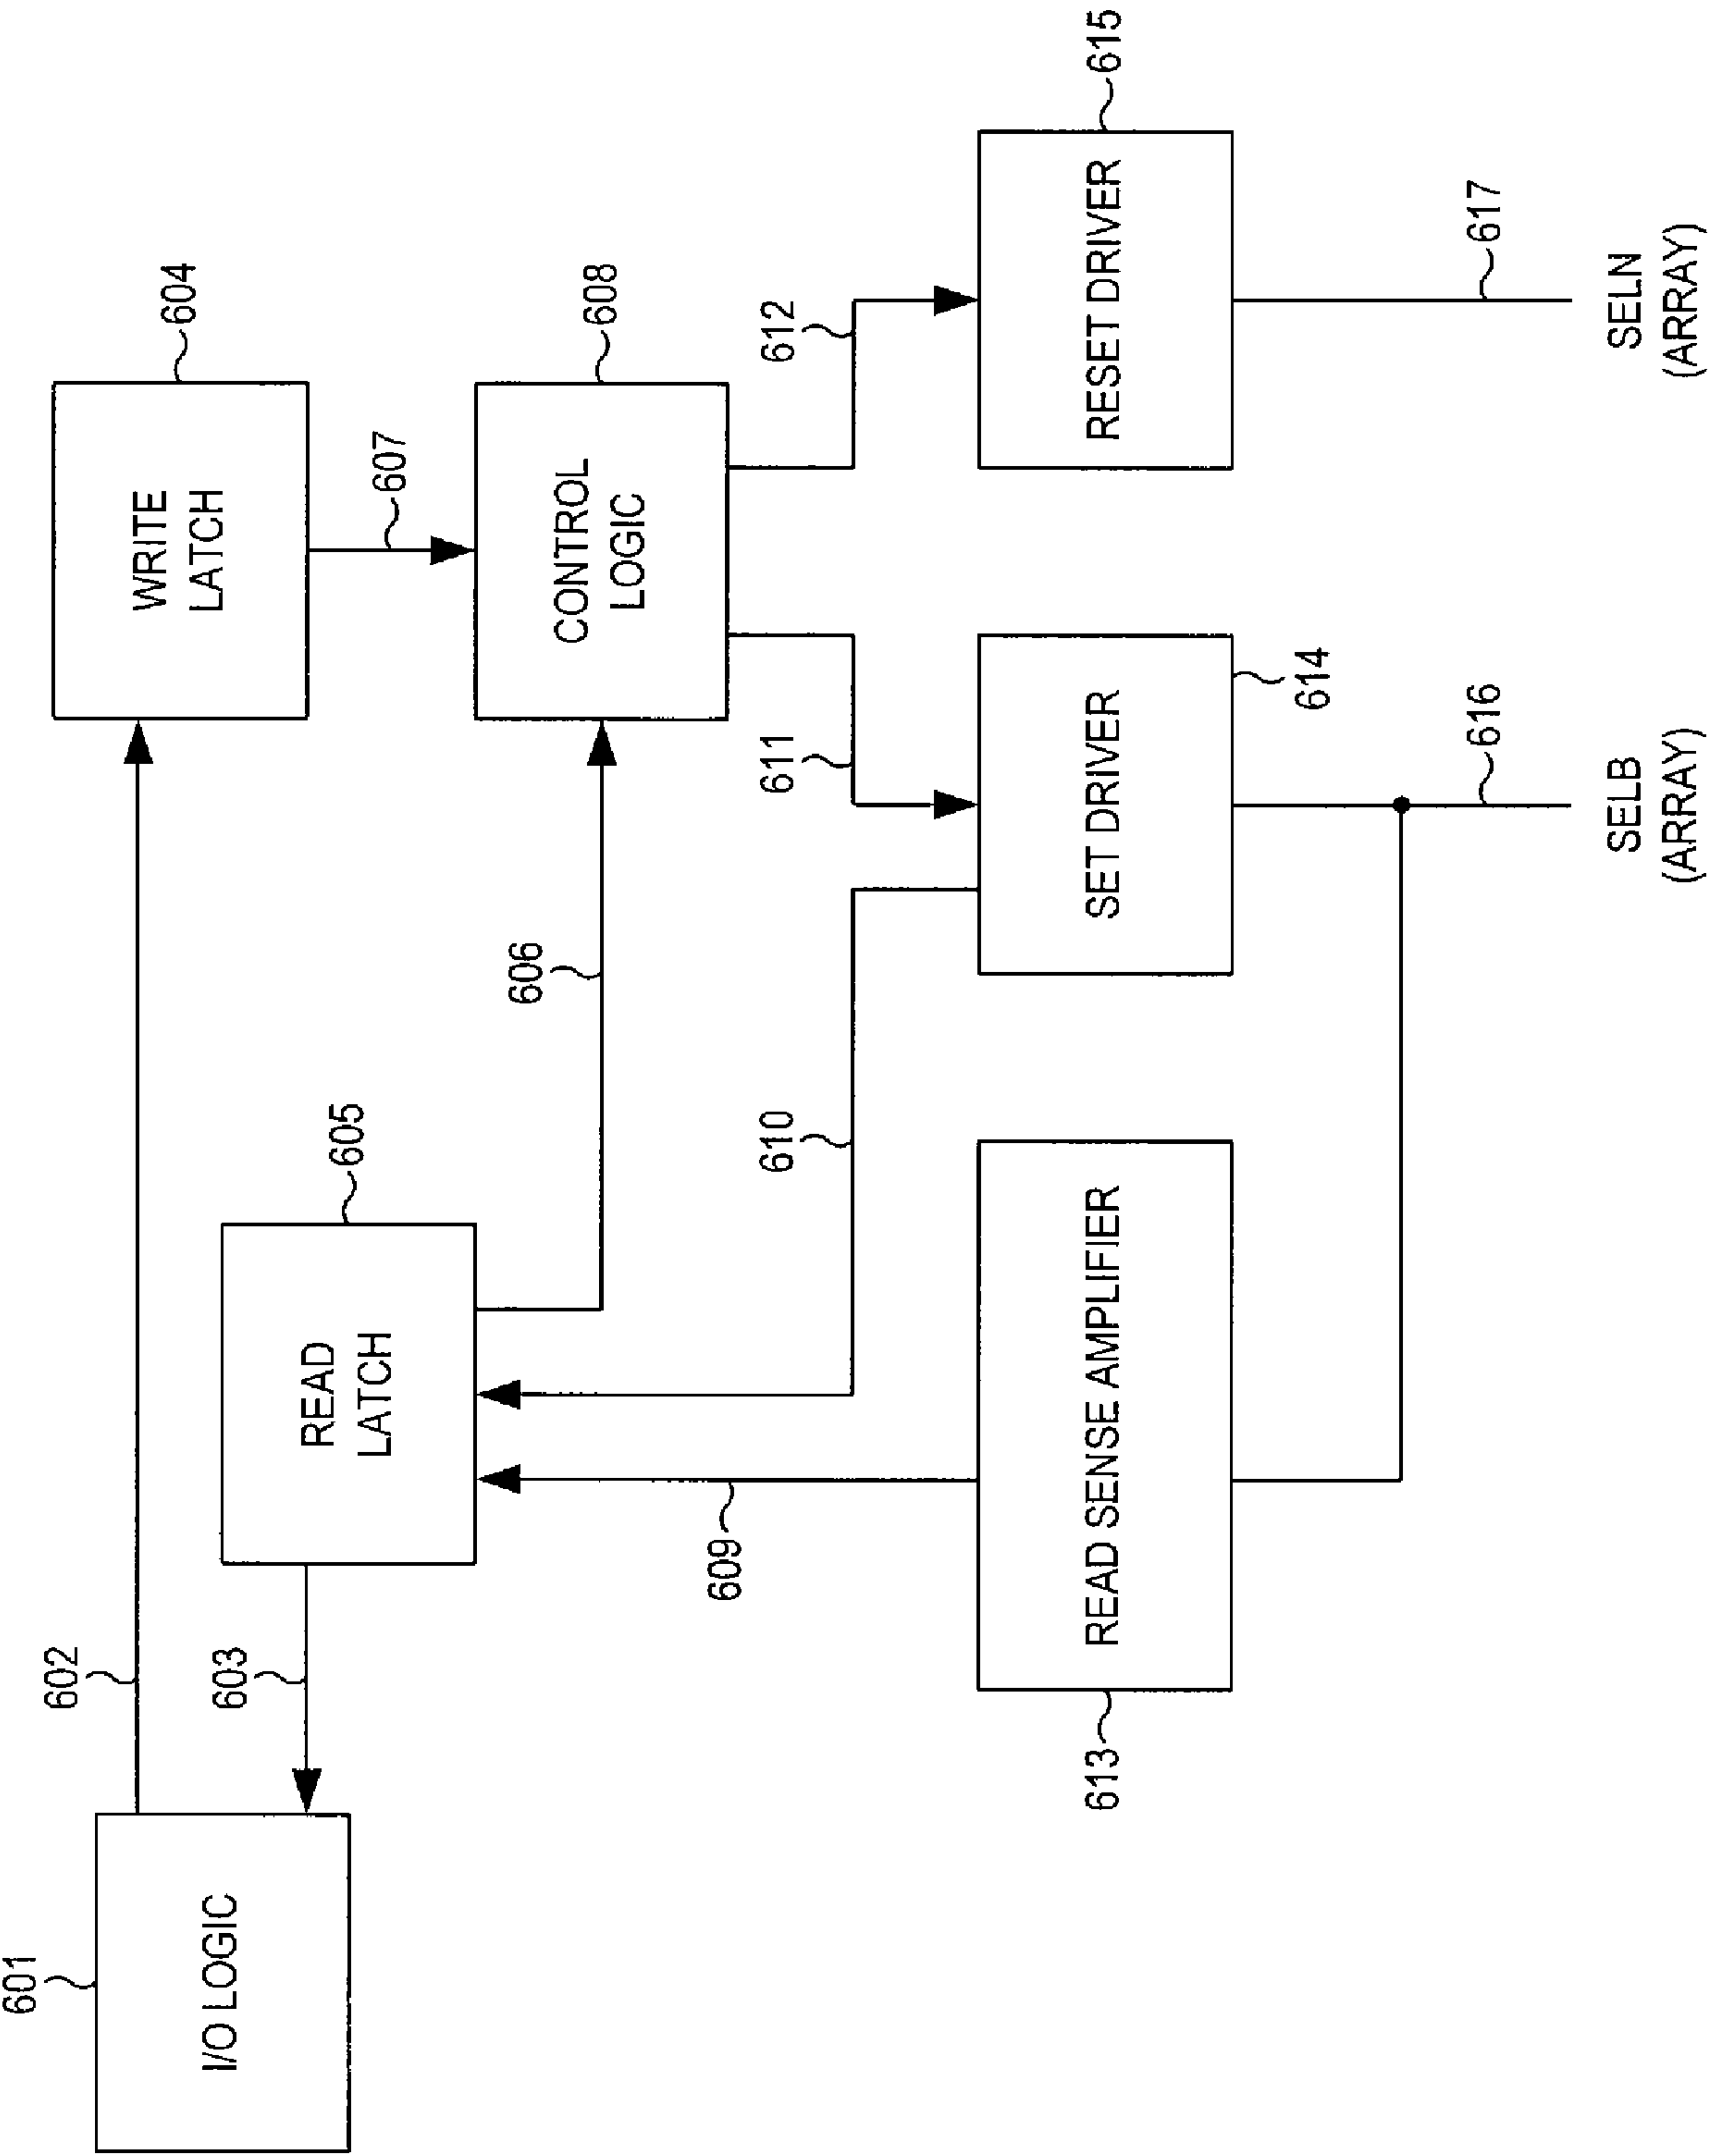 601
I/O LOGIC
602
603
604
WRITE
LATCH
605
READ
LATCH
606
607
608
CONTROL
LOGIC
609
610
611
612
613
READ SENSE AMPLIFIER
SET DRIVER
614
RESET DRIVER
615
616
617
SELB
(ARRAY)
SELN
(ARRAY)